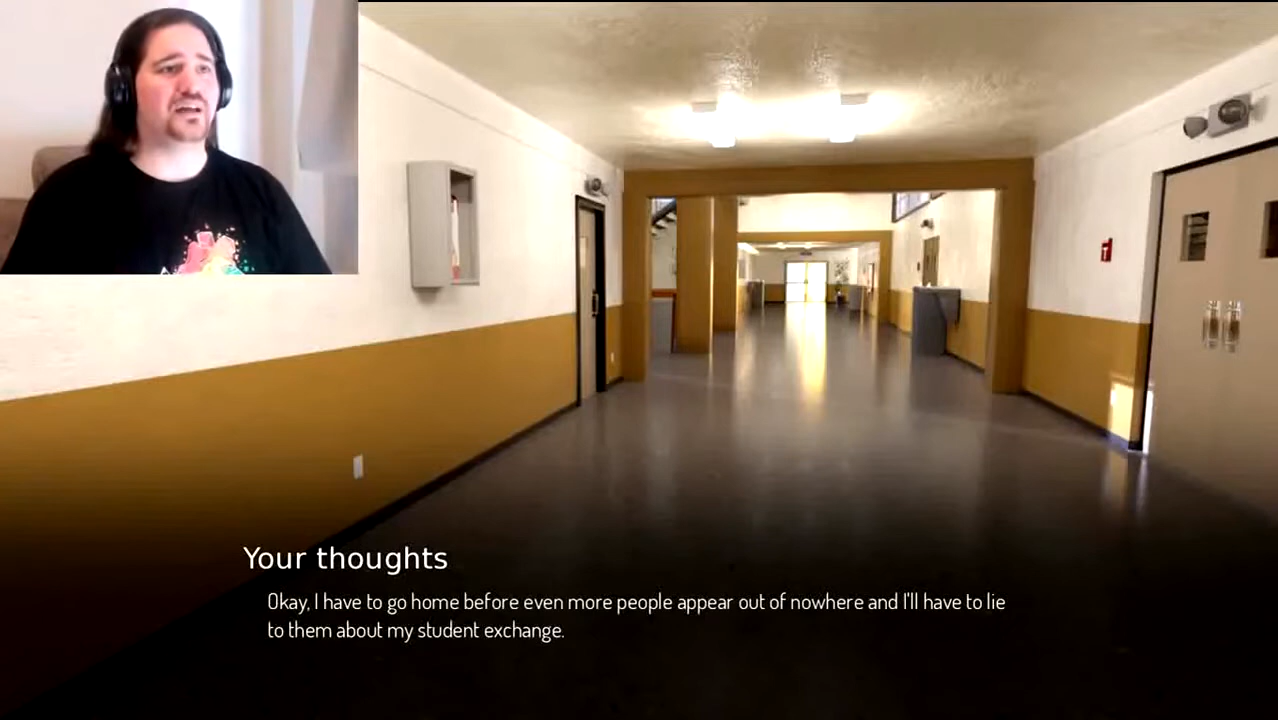 Your thoughts
Okay, I have to go home before even more people appear out of nowhere and I'll have to lie
to them about my student exchange.